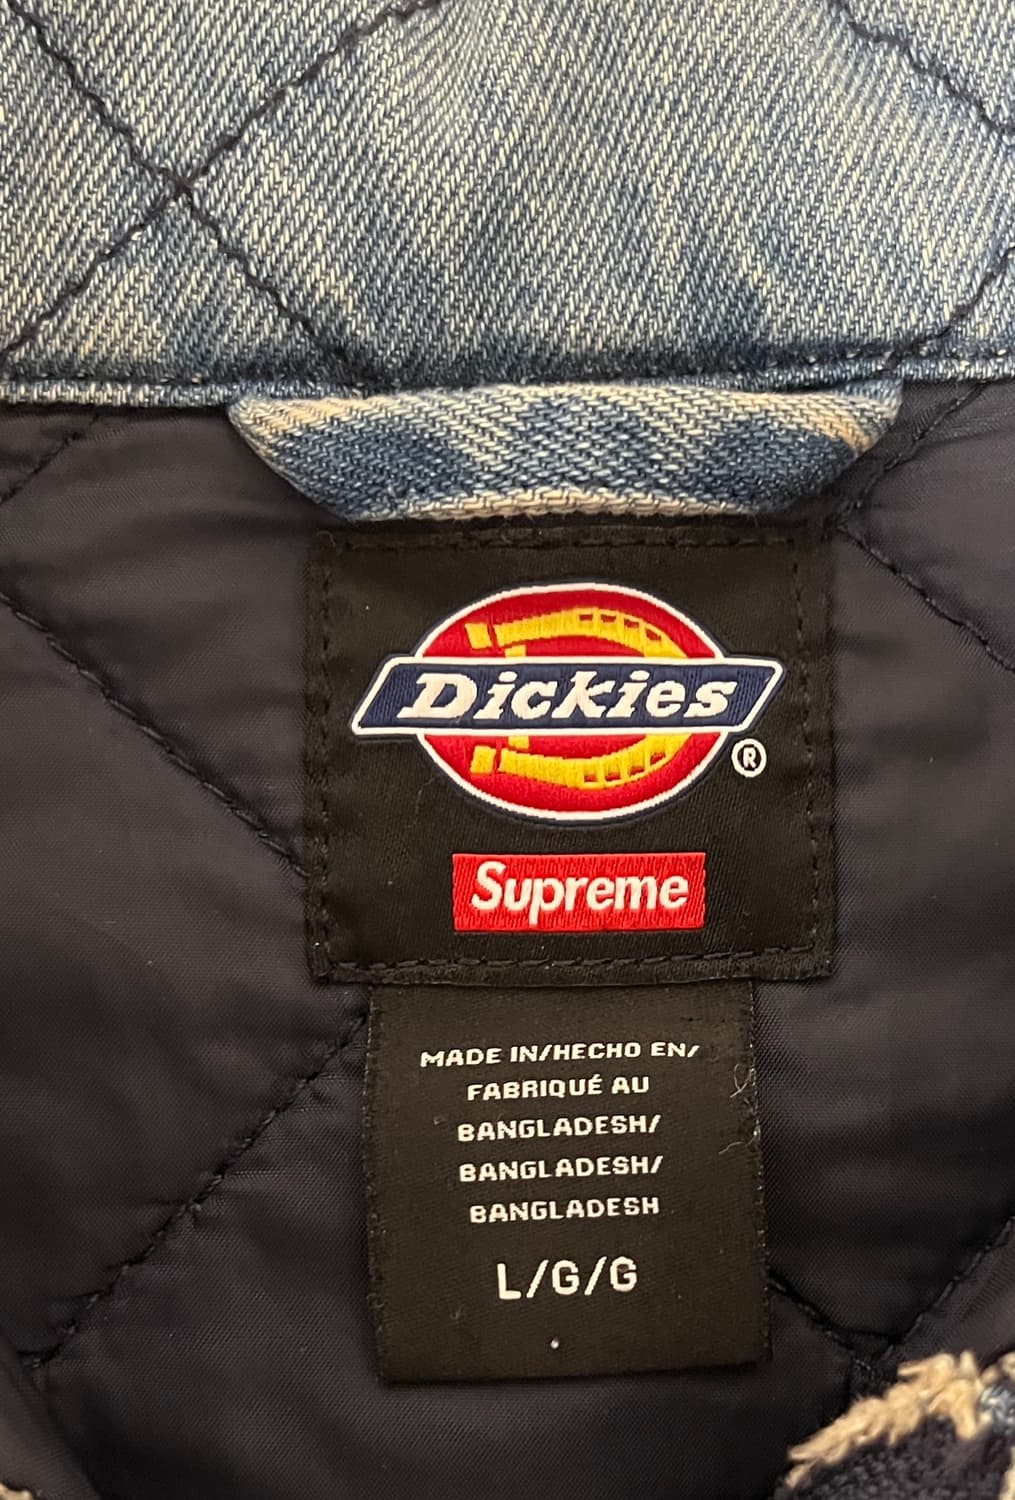 Dickies
®
Supreme
MADE IN/HECHO EN/
FABRIQUÉ AU
BANGLADESH/
BANGLADESH/
BANGLADESH
L/G/G